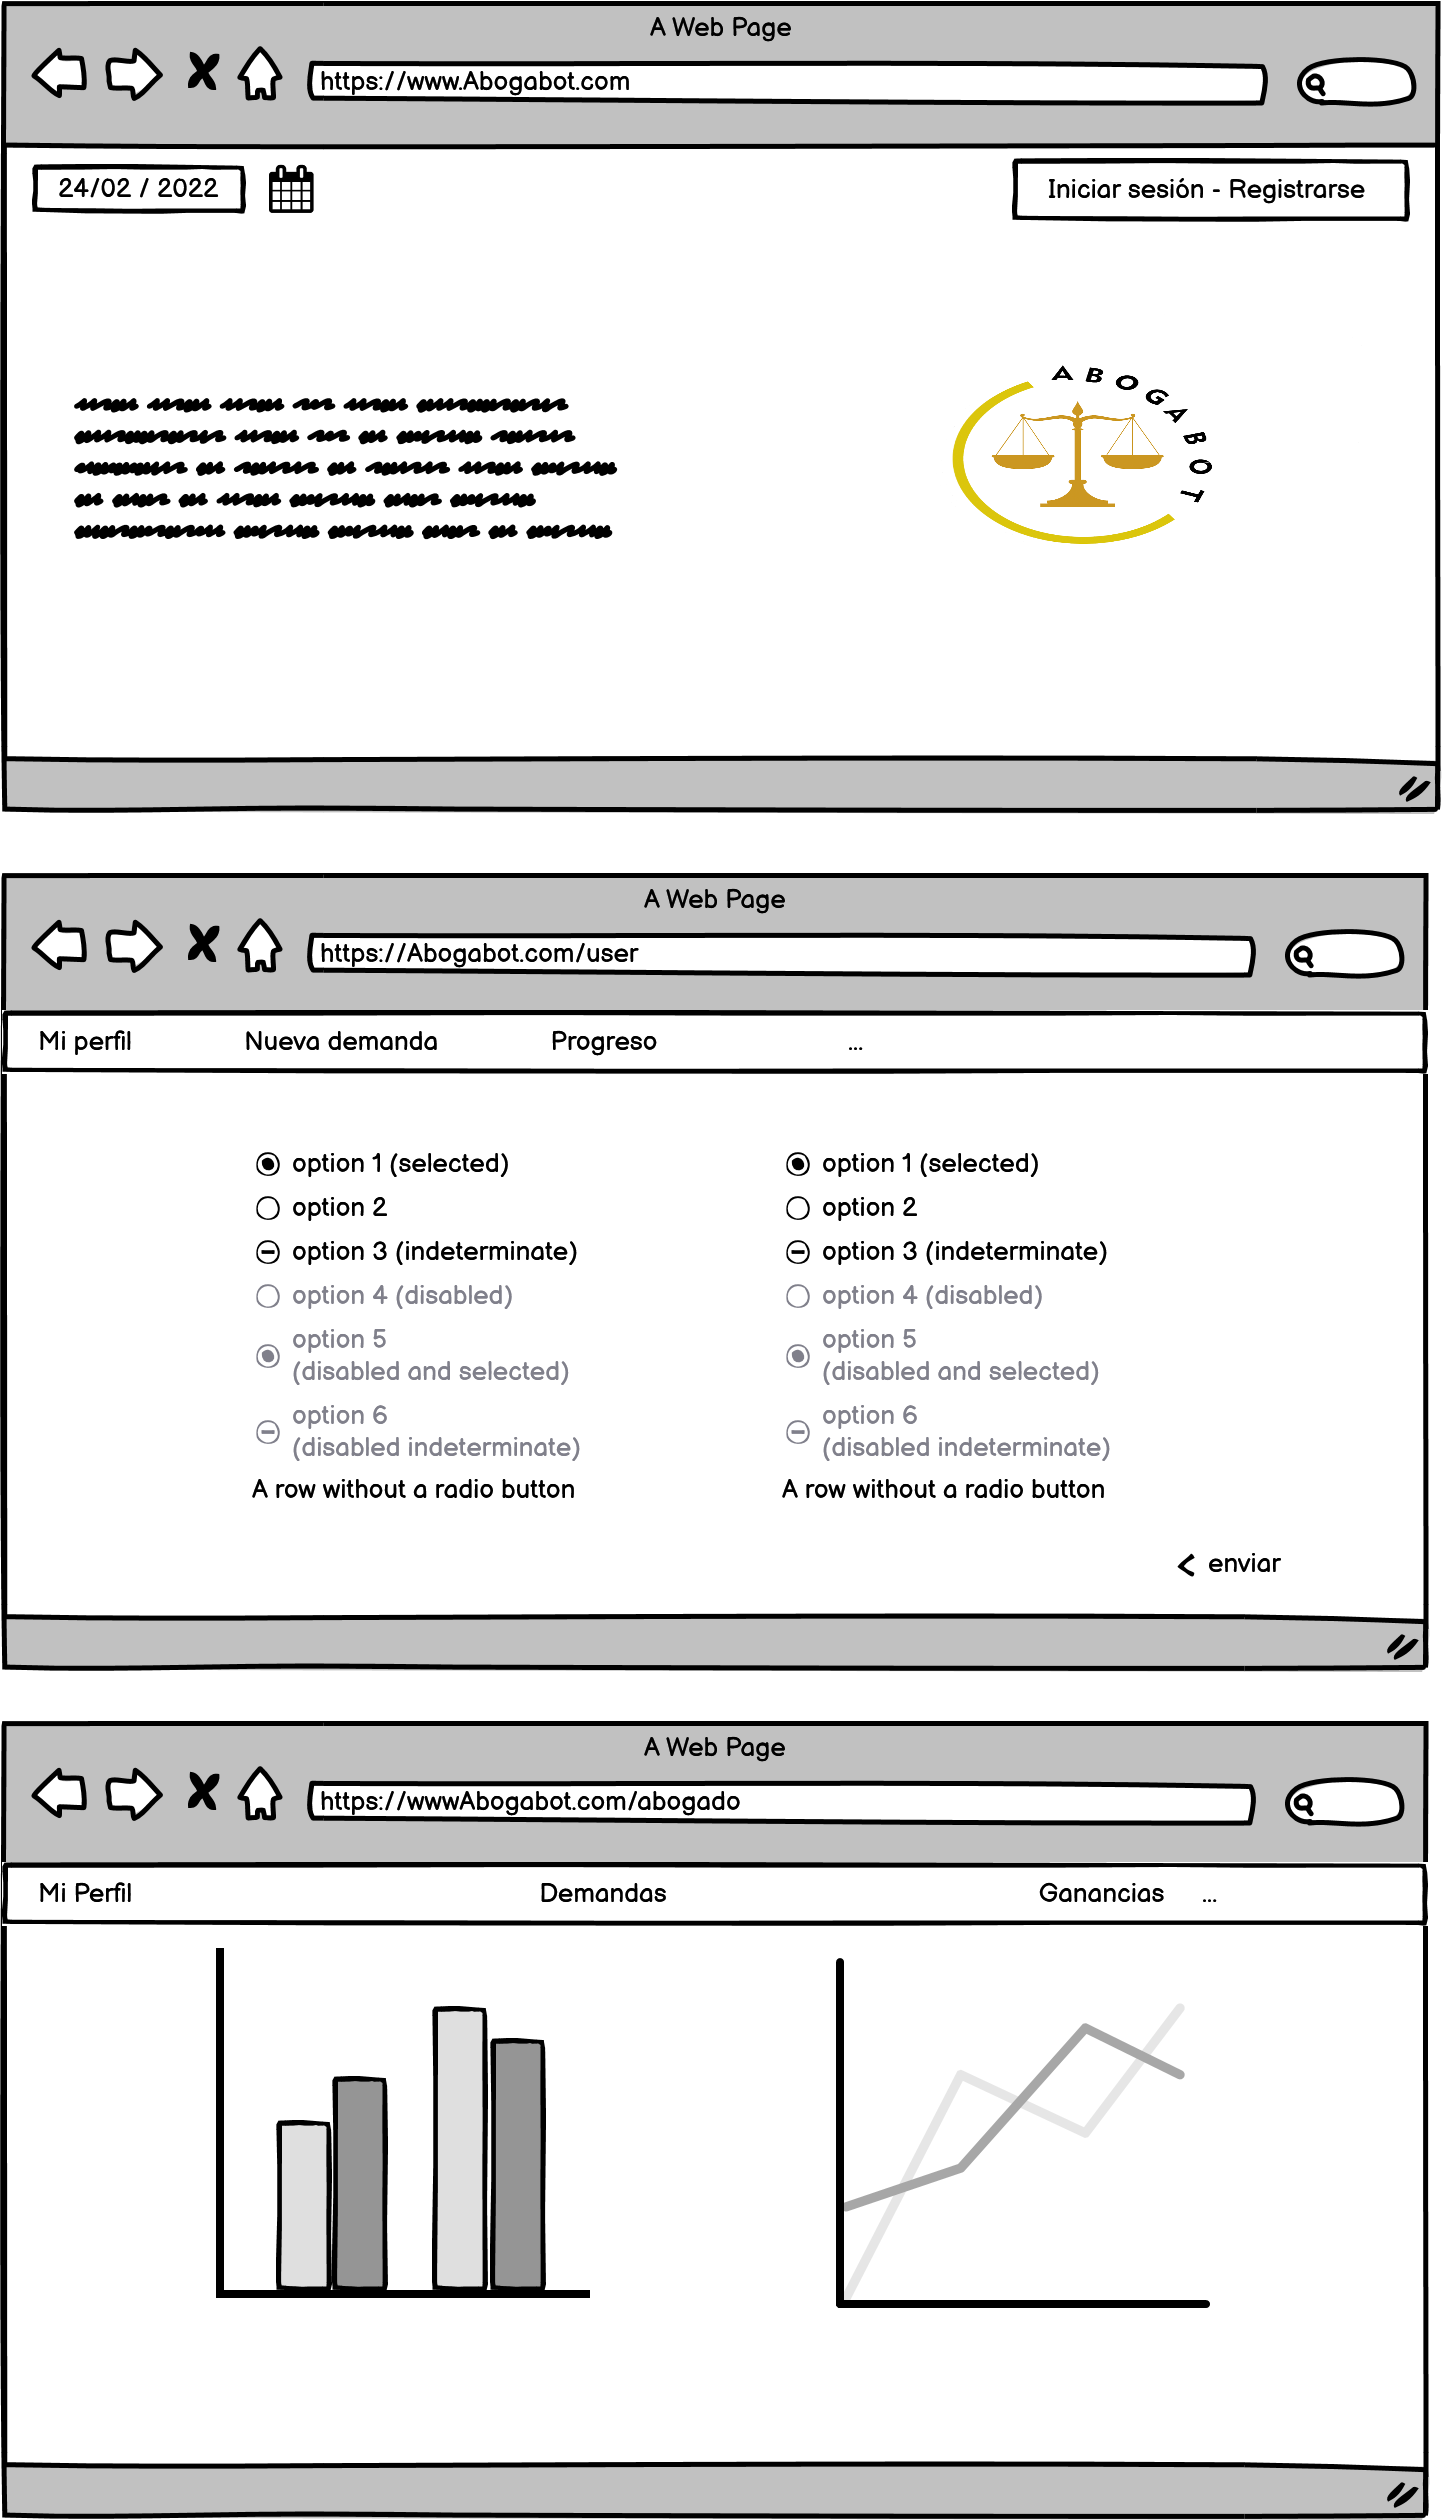 A Web Page
https://www.Abogabot.com
24/02 / 2022
Iniciar sesión - Registrarse
ABOGABOT
A Web Page
https://Abogabot.com/user
Mi perfil Nueva demanda Progreso ...
option 1 (selected) option 1 (selected)
option 2 option 2
option 3 (indeterminate) option 3 (indeterminate)
option 4 (disabled) option 4 (disabled)
option 5 option 5
(disabled and selected) (disabled and selected)
option 6 option 6
(disabled indeterminate) (disabled indeterminate)
A row without a radio button A row without a radio button
enviar
A Web Page
https://wwwAbogabot.com/abogado
Mi Perfil Demandas Ganancias ...